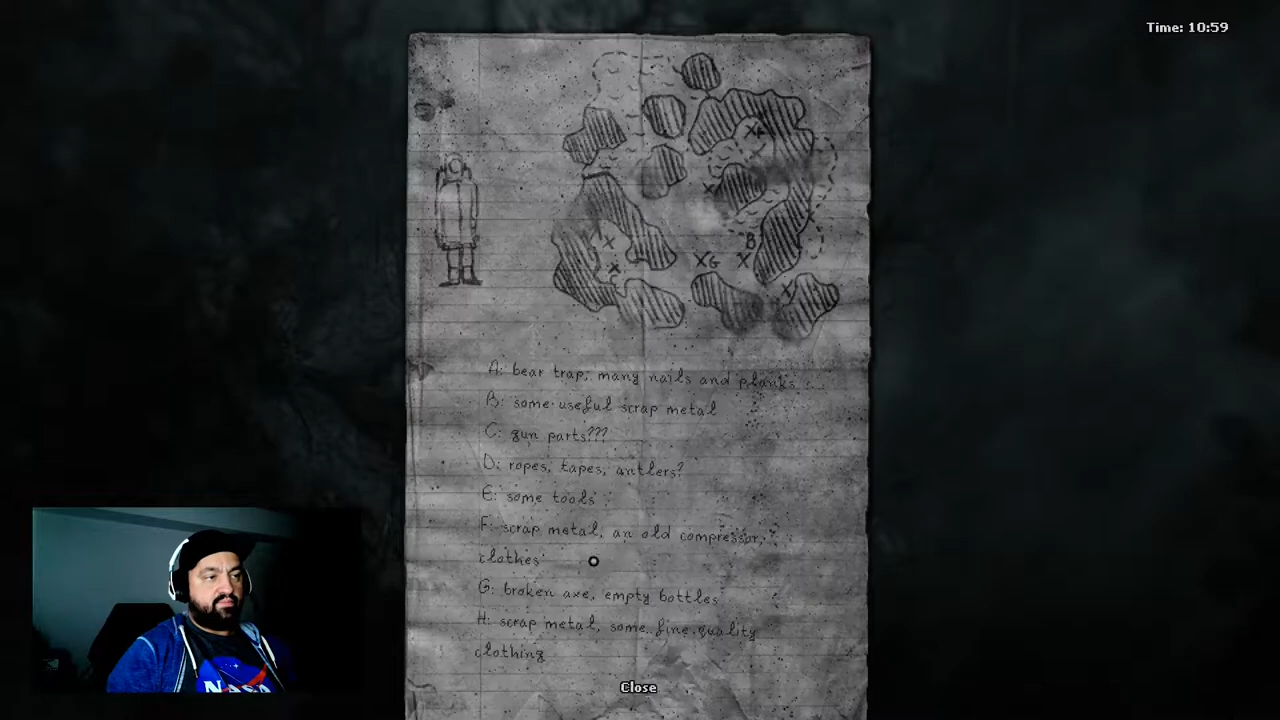 Time: 10:59
XA
B
XG X
X
X
X
X
A: bear trap, many nails and planks...
B: some useful scrap metal
C: gun parts???
D: ropes, tapes, antlers?
E: some tools
F: scrap metal, an old compressor,
clothes
G: broken axe, empty bottles
H: scrap metal, some fine quality
clothing
NASA
Close